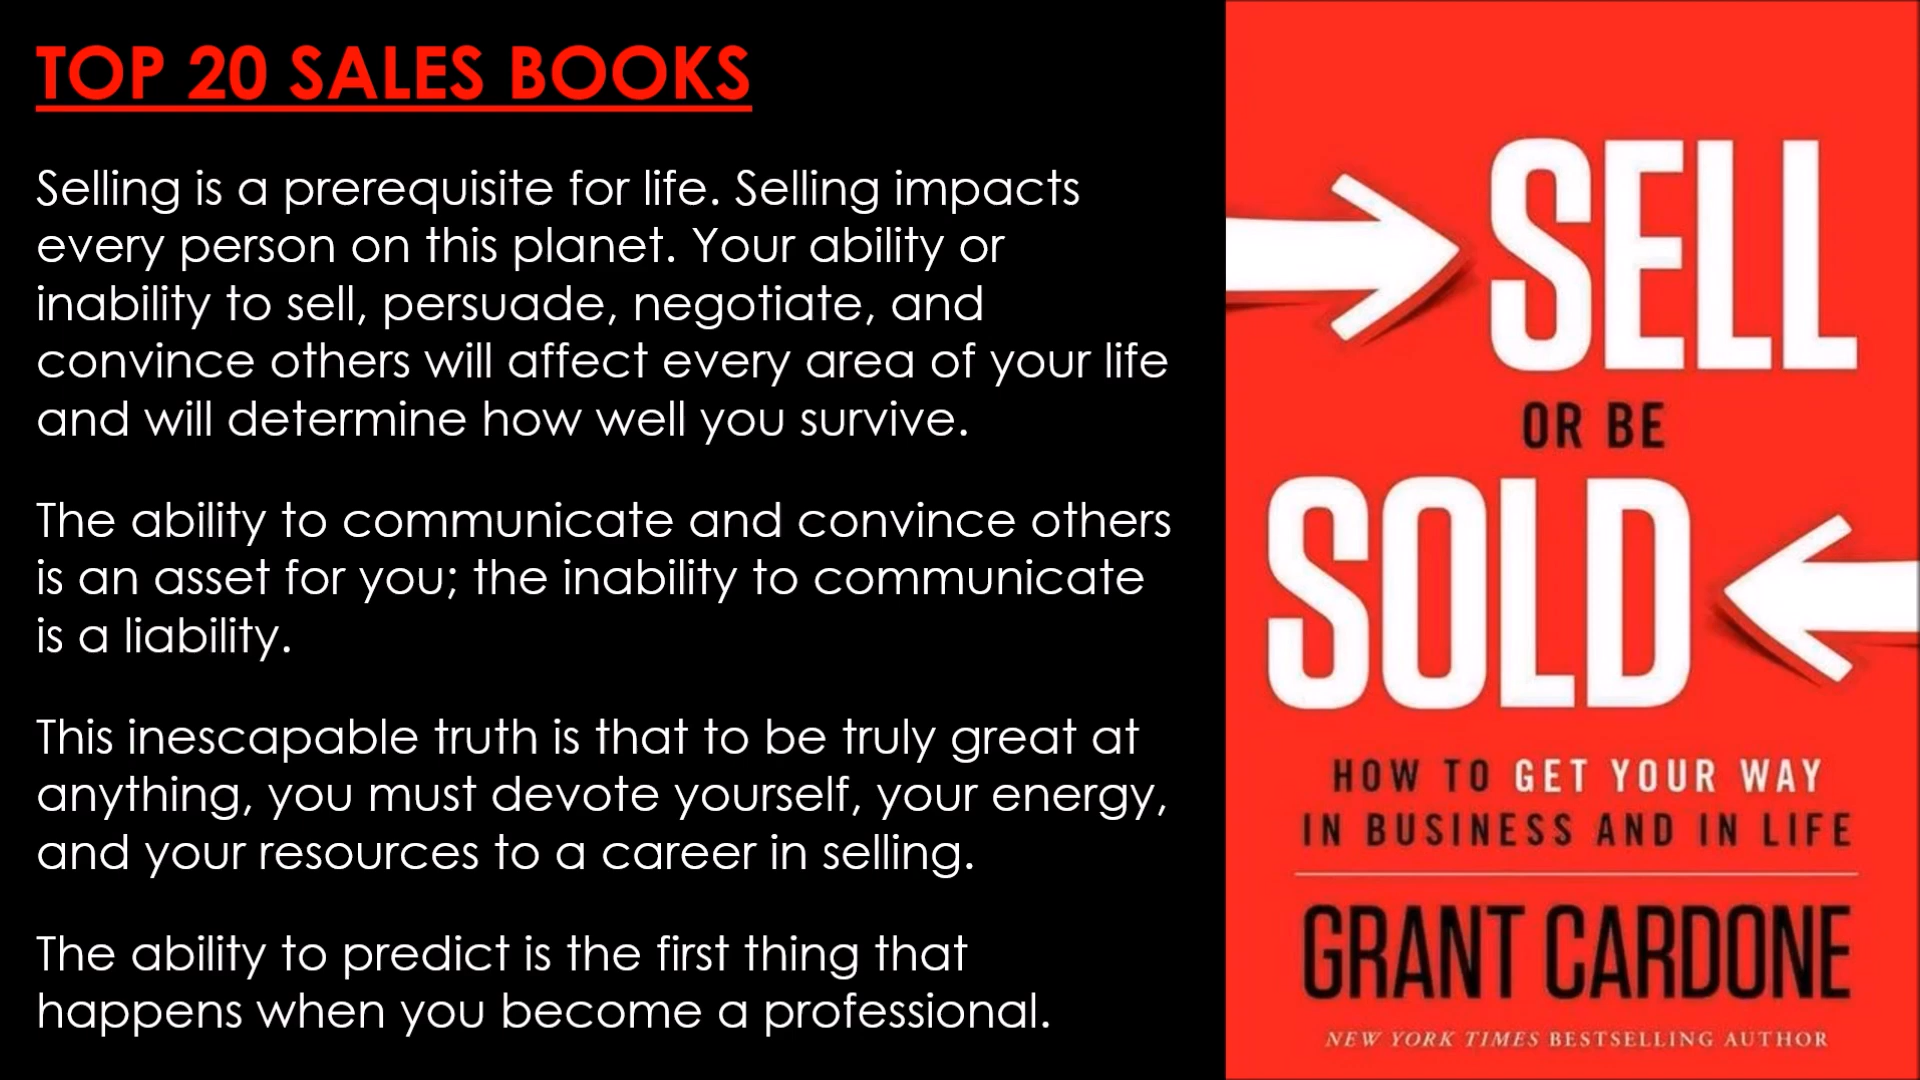 TOP 20 SALES BOOKS
Selling is a prerequisite for life. Selling impacts
every person on this planet. Your ability or
inability to sell, persuade, negotiate, and
convince others will affect every area of your life
and will determine how well you survive.
The ability to communicate and convince others
is an asset for you; the inability to communicate
is a liability.
This inescapable truth is that to be truly great at
anything, you must devote yourself, your energy,
and your resources to a career in selling.
The ability to predict is the first thing that
happens when you become a professional.
SELL
OR BE
SOLD
HOW TO GET YOUR WAY
IN BUSINESS AND IN LIFE
GRANT CARDONE
NEW YORK TIMES BESTSELLING AUTHOR